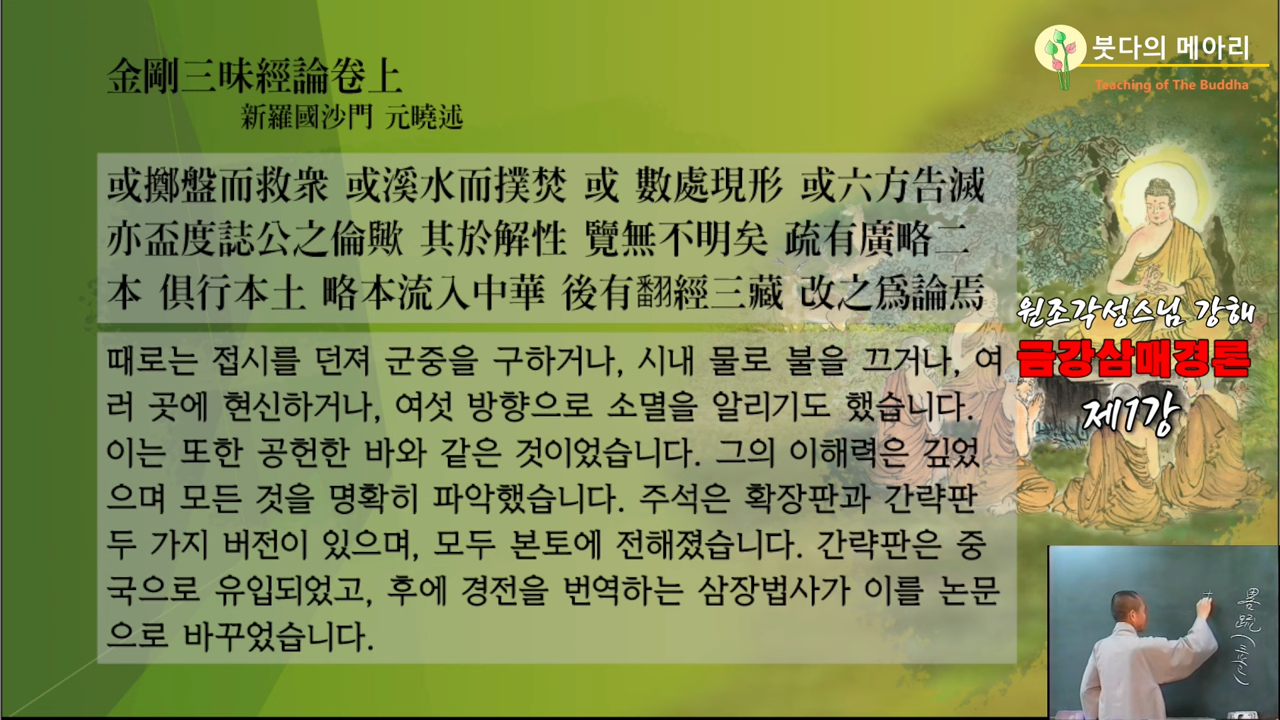 金剛三昧經論卷上
新羅國沙門 元曉述
붓다의 메아리
Teaching of The Buddha
或擲盤而救衆 或溪水而撲焚 或 數處現形 或六方告滅
亦盃度誌公之倫歟 其於解性 覽無不明矣 疏有廣略二
本 俱行本土 略本流入中華 後有翻經三藏 改之爲論焉
때로는 접시를 던져 군중을 구하거나, 시내 물로 불을 끄거나, 여
러 곳에 현신하거나, 여섯 방향으로 소멸을 알리기도 했습니다.
이는 또한 공헌한 바와 같은 것이었습니다. 그의 이해력은 깊었
으며 모든 것을 명확히 파악했습니다. 주석은 확장판과 간략판
두 가지 버전이 있으며, 모두 본토에 전해졌습니다. 간략판은 중
국으로 유입되었고, 후에 경전을 번역하는 삼장법사가 이를 논문
으로 바꾸었습니다.
원조각성스님 강해
금강삼매경론
제1강